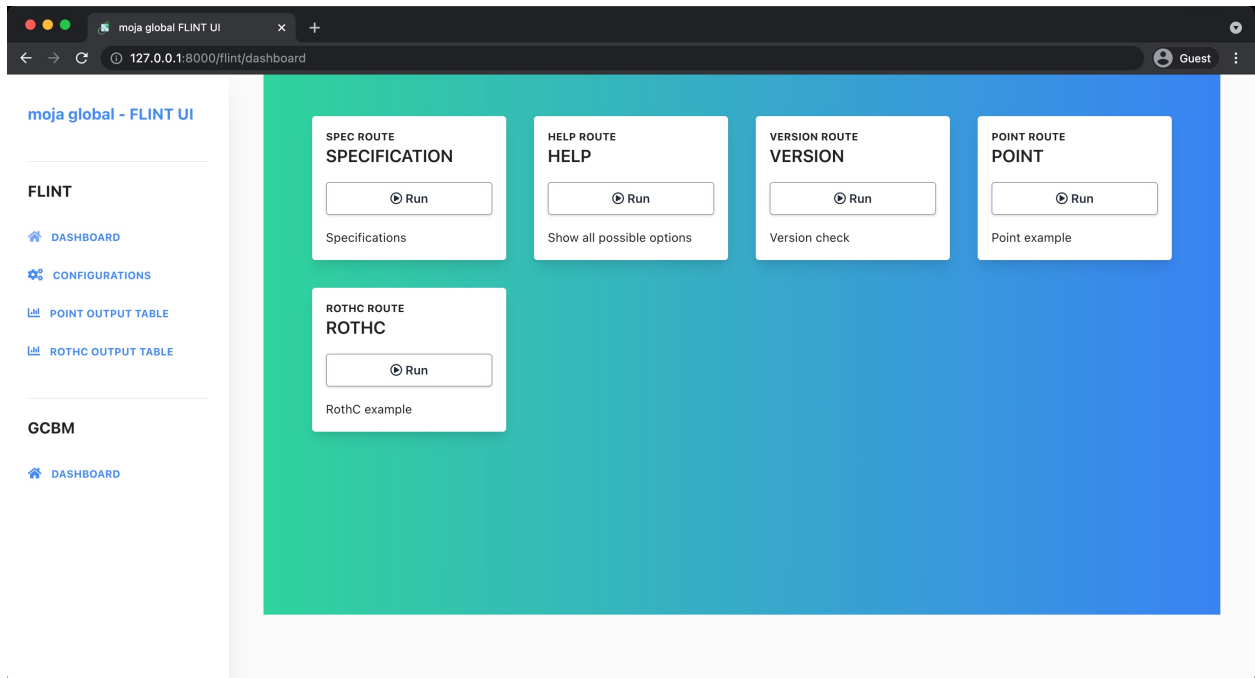 moja global FLINT UI
127.0.0.1:8000/flint/dashboard
Guest
moja global - FLINT UI
FLINT
DASHBOARD
CONFIGURATIONS
POINT OUTPUT TABLE
ROTHC OUTPUT TABLE
GCBM
DASHBOARD
SPEC ROUTE
SPECIFICATION
Run
Specifications
HELP ROUTE
HELP
Run
Show all possible options
VERSION ROUTE
VERSION
Run
Version check
POINT ROUTE
POINT
Run
Point example
ROTHC ROUTE
ROTHC
Run
RothC example